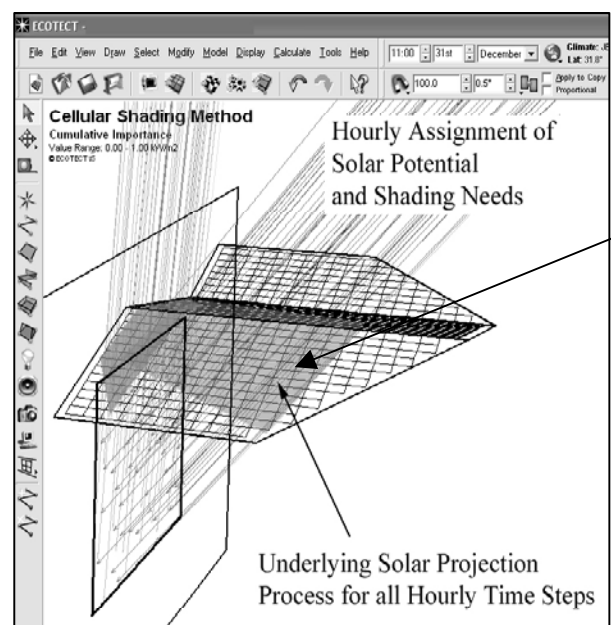 ECOTECT -
File Edit View Draw Select Modify Model Display Calculate Tools Help
11:00 31st December
Climate: JE
Lat: 31.8°
100.0 0.5° Apply to Copy
Proportional
Cellular Shading Method
Cumulative Importance
Value Range: 0.00 - 1.00 kW/m2
© ECOTECT v5
Hourly Assignment of
Solar Potential
and Shading Needs
Underlying Solar Projection
Process for all Hourly Time Steps